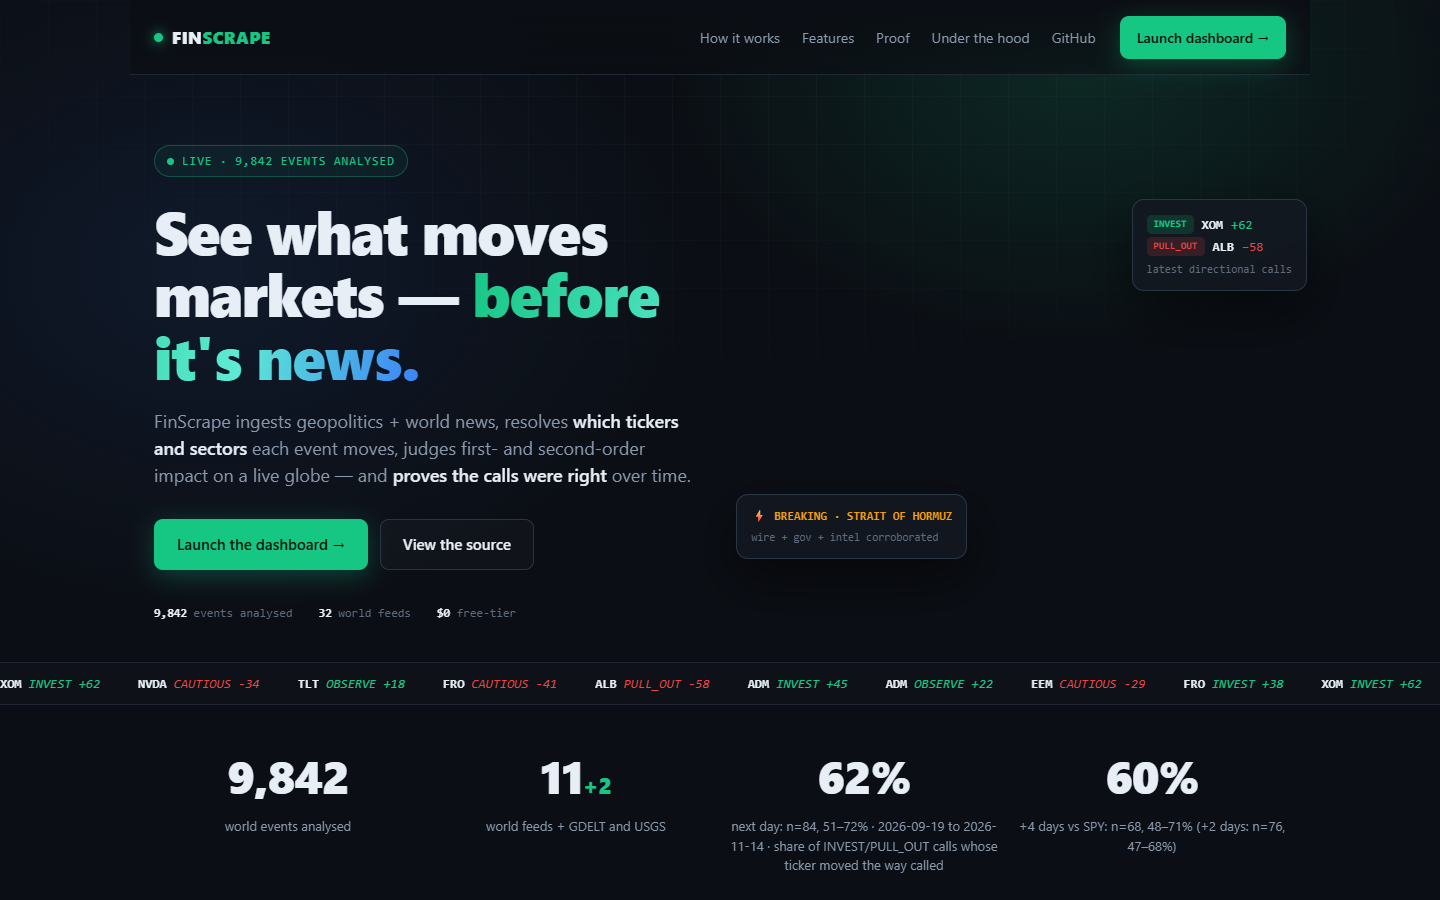 FINSCRAPE
How it works
Features
Proof
Under the hood
GitHub
Launch dashboard →
LIVE · 9,842 EVENTS ANALYSED
See what moves
markets — before
it's news.
FinScrape ingests geopolitics + world news, resolves which tickers
and sectors each event moves, judges first- and second-order
impact on a live globe — and proves the calls were right over time.
Launch the dashboard →
View the source
9,842 events analysed
32 world feeds
$0 free-tier
INVEST XOM +62
PULL_OUT ALB −58
latest directional calls
⚡ BREAKING · STRAIT OF HORMUZ
wire + gov + intel corroborated
XOM INVEST +62
NVDA CAUTIOUS -34
TLT OBSERVE +18
FRO CAUTIOUS -41
ALB PULL_OUT -58
ADM INVEST +45
ADM OBSERVE +22
EEM CAUTIOUS -29
FRO INVEST +38
XOM INVEST +62
9,842
world events analysed
11+2
world feeds + GDELT and USGS
62%
next day: n=84, 51–72% · 2026-09-19 to 2026-
11-14 · share of INVEST/PULL_OUT calls whose
ticker moved the way called
60%
+4 days vs SPY: n=68, 48–71% (+2 days: n=76,
47–68%)